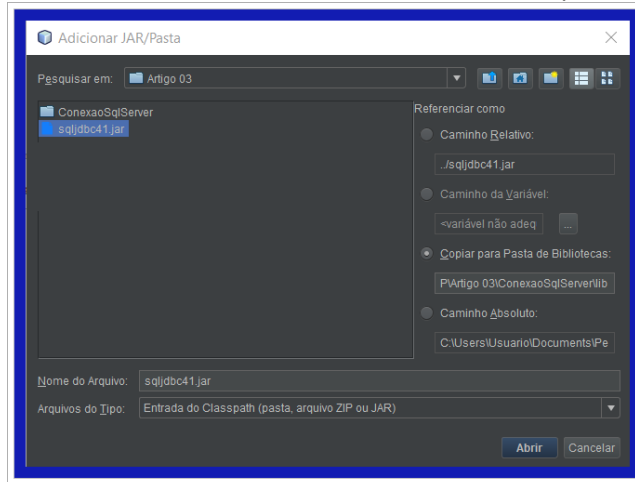 Adicionar JAR/Pasta
Pesquisar em: Artigo 03
ConexaoSqlServer
sqljdbc41.jar
Referenciar como
Caminho Relativo:
../sqljdbc41.jar
Caminho da Variável:
<variável não adeq ...
Copiar para Pasta de Bibliotecas:
P\Artigo 03\ConexaoSqlServer\lib
Caminho Absoluto:
C:\Users\Usuario\Documents\Pe
Nome do Arquivo: sqljdbc41.jar
Arquivos do Tipo: Entrada do Classpath (pasta, arquivo ZIP ou JAR)
Abrir Cancelar